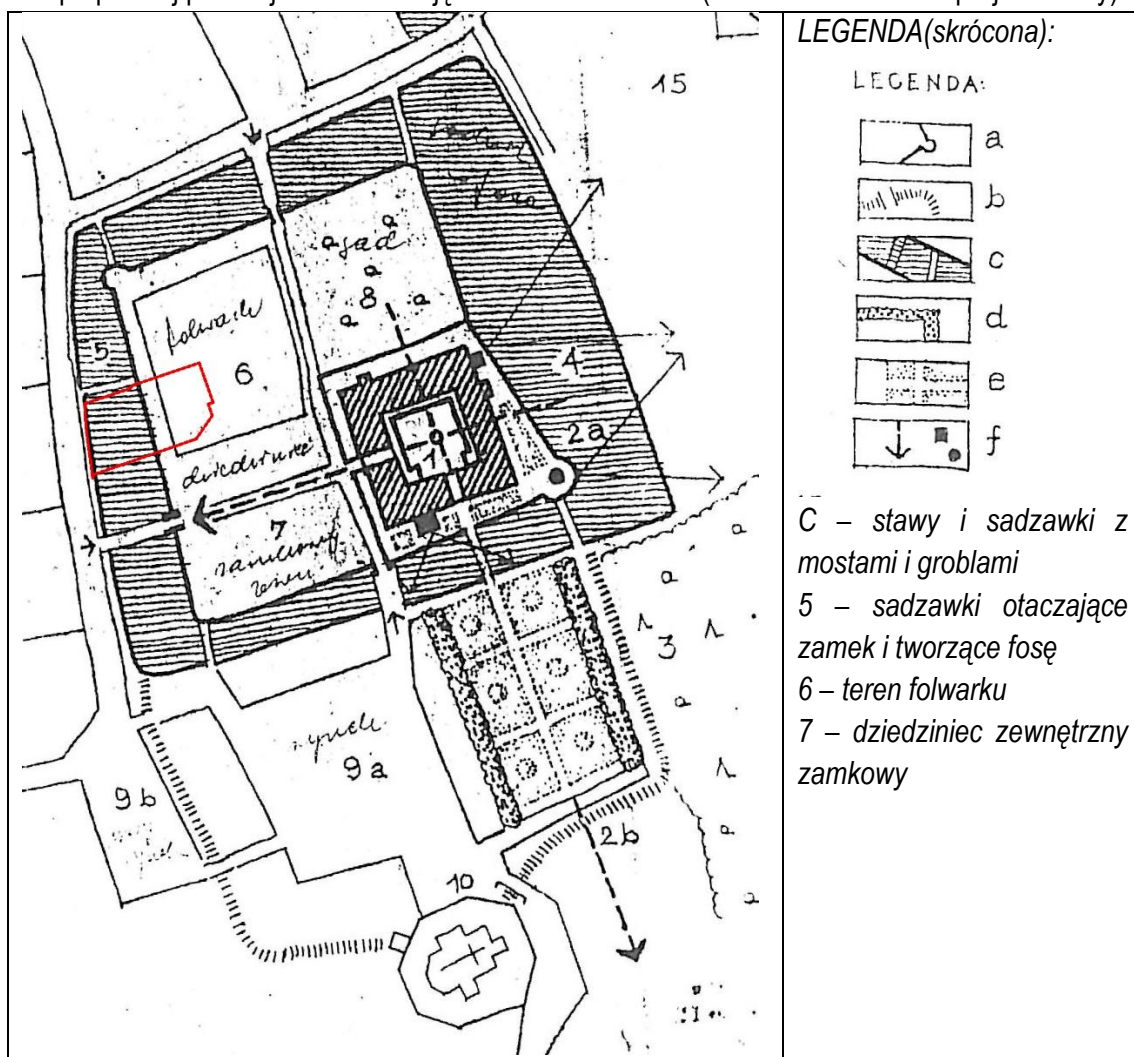 15
sad
8
folwark
5
6
4
2a
1
dziedziniec
7
3
9a
9b
2b
10
LEGENDA(skrócona):
LEGENDA:
a
b
c
d
e
f
C – stawy i sadzawki z
mostami i groblami
5 – sadzawki otaczające
zamek i tworzące fosę
6 – teren folwarku
7 – dziedziniec zewnętrzny
zamkowy